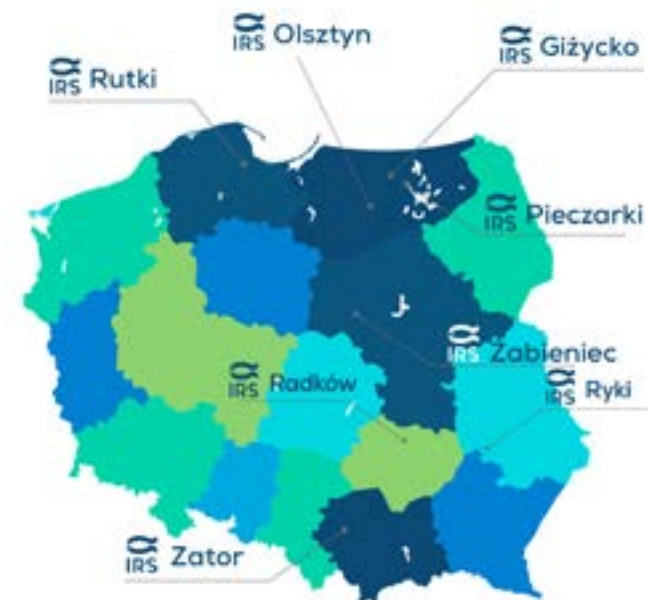 IRS Olsztyn
IRS Giżycko
IRS Rutki
IRS Pieczarki
IRS Żabieniec
IRS Radków
IRS Ryki
IRS Zator